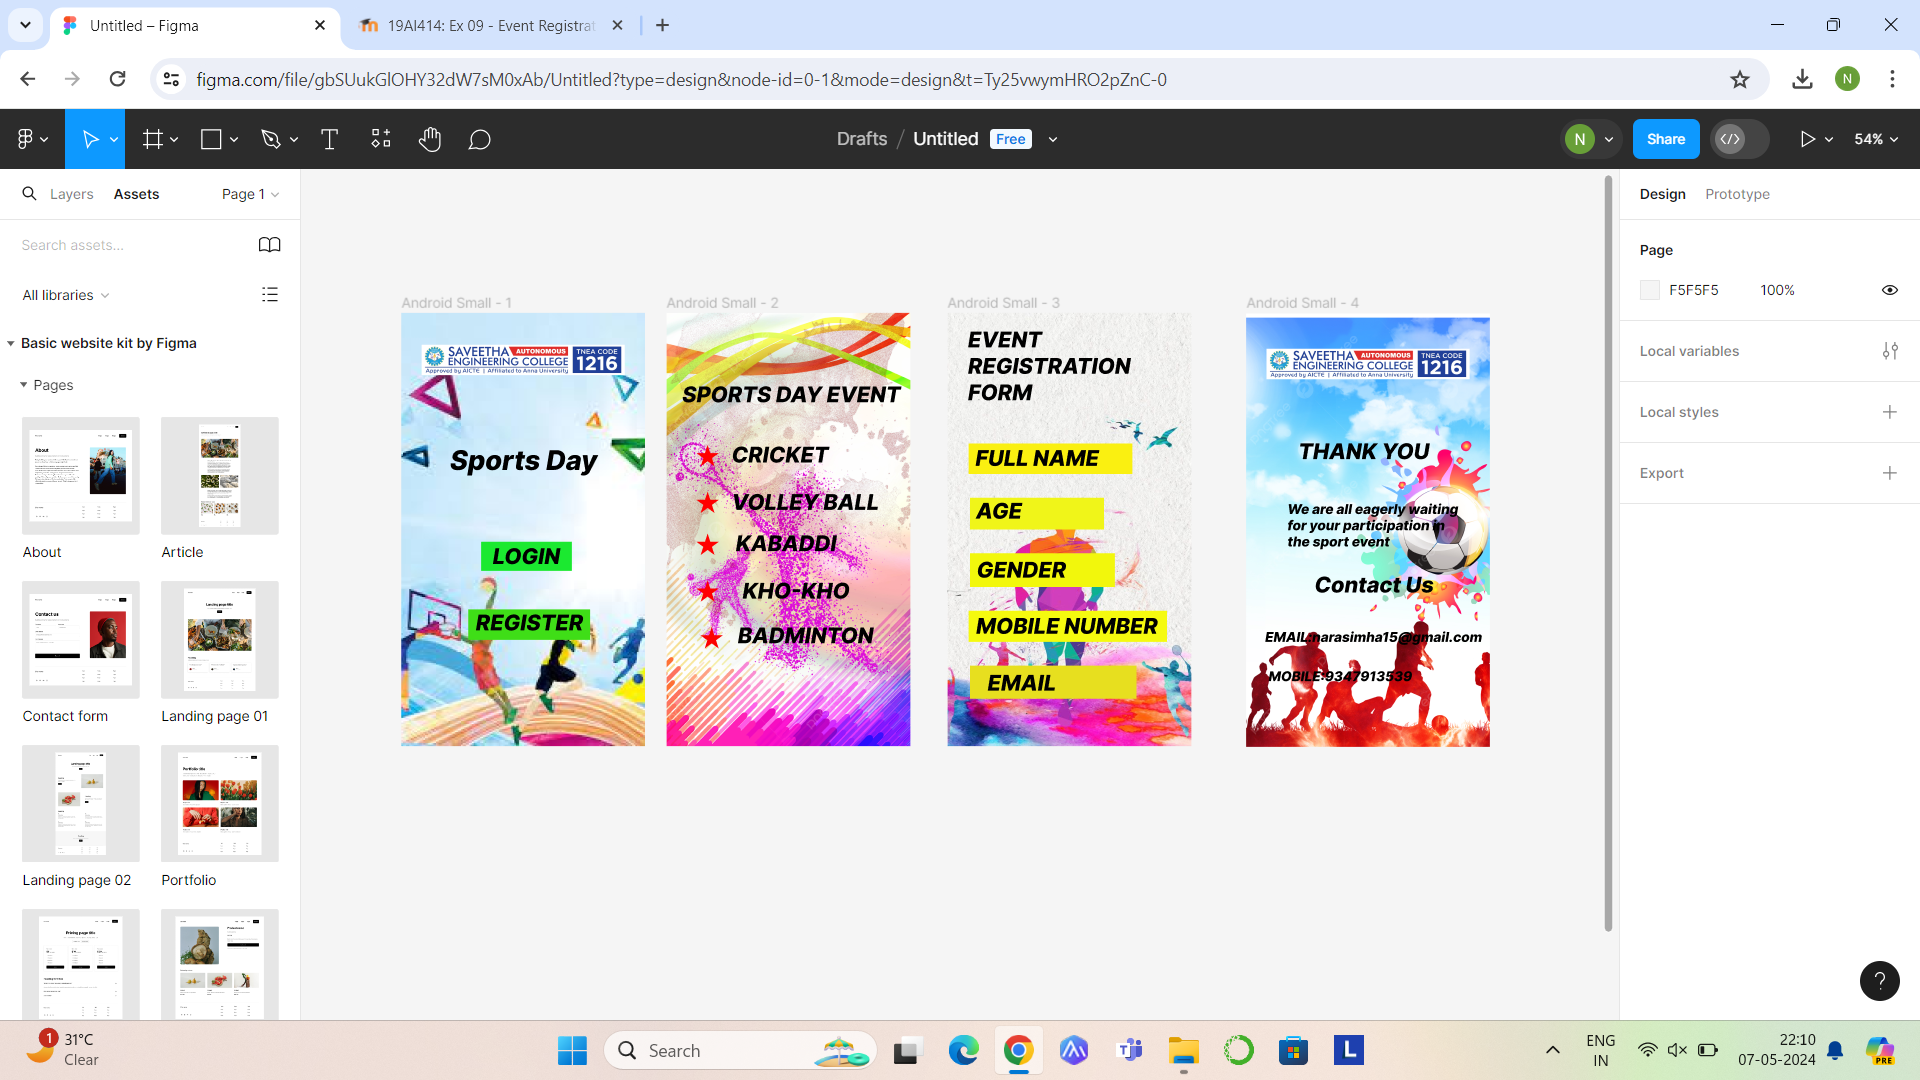 Untitled – Figma
19AI414: Ex 09 - Event Registrat
figma.com/file/gbSUukGlOHY32dW7sM0xAb/Untitled?type=design&node-id=0-1&mode=design&t=Ty25vwymHRO2pZnC-0
N
Drafts / Untitled Free
N
Share
54%
Layers
Assets
Page 1
Search assets...
All libraries
Basic website kit by Figma
Pages
About
Article
Contact form
Landing page 01
Landing page 02
Portfolio
Android Small - 1
SAVEETHA AUTONOMOUS
ENGINEERING COLLEGE
Approved by AICTE | Affiliated to Anna University
TNEA CODE
1216
Sports Day
LOGIN
REGISTER
Android Small - 2
SPORTS DAY EVENT
CRICKET
VOLLEY BALL
KABADDI
KHO-KHO
BADMINTON
Android Small - 3
EVENT
REGISTRATION
FORM
FULL NAME
AGE
GENDER
MOBILE NUMBER
EMAIL
Android Small - 4
SAVEETHA AUTONOMOUS
ENGINEERING COLLEGE
Approved by AICTE | Affiliated to Anna University
TNEA CODE
1216
THANK YOU
We are all eagerly waiting
for your participation in
the sport event
Contact Us
EMAIL:narasimha15@gmail.com
MOBILE:9347913539
Design
Prototype
Page
F5F5F5
100%
Local variables
Local styles
Export
?
1
31°C
Clear
Search
L
PRE
ENG
IN
22:10
07-05-2024